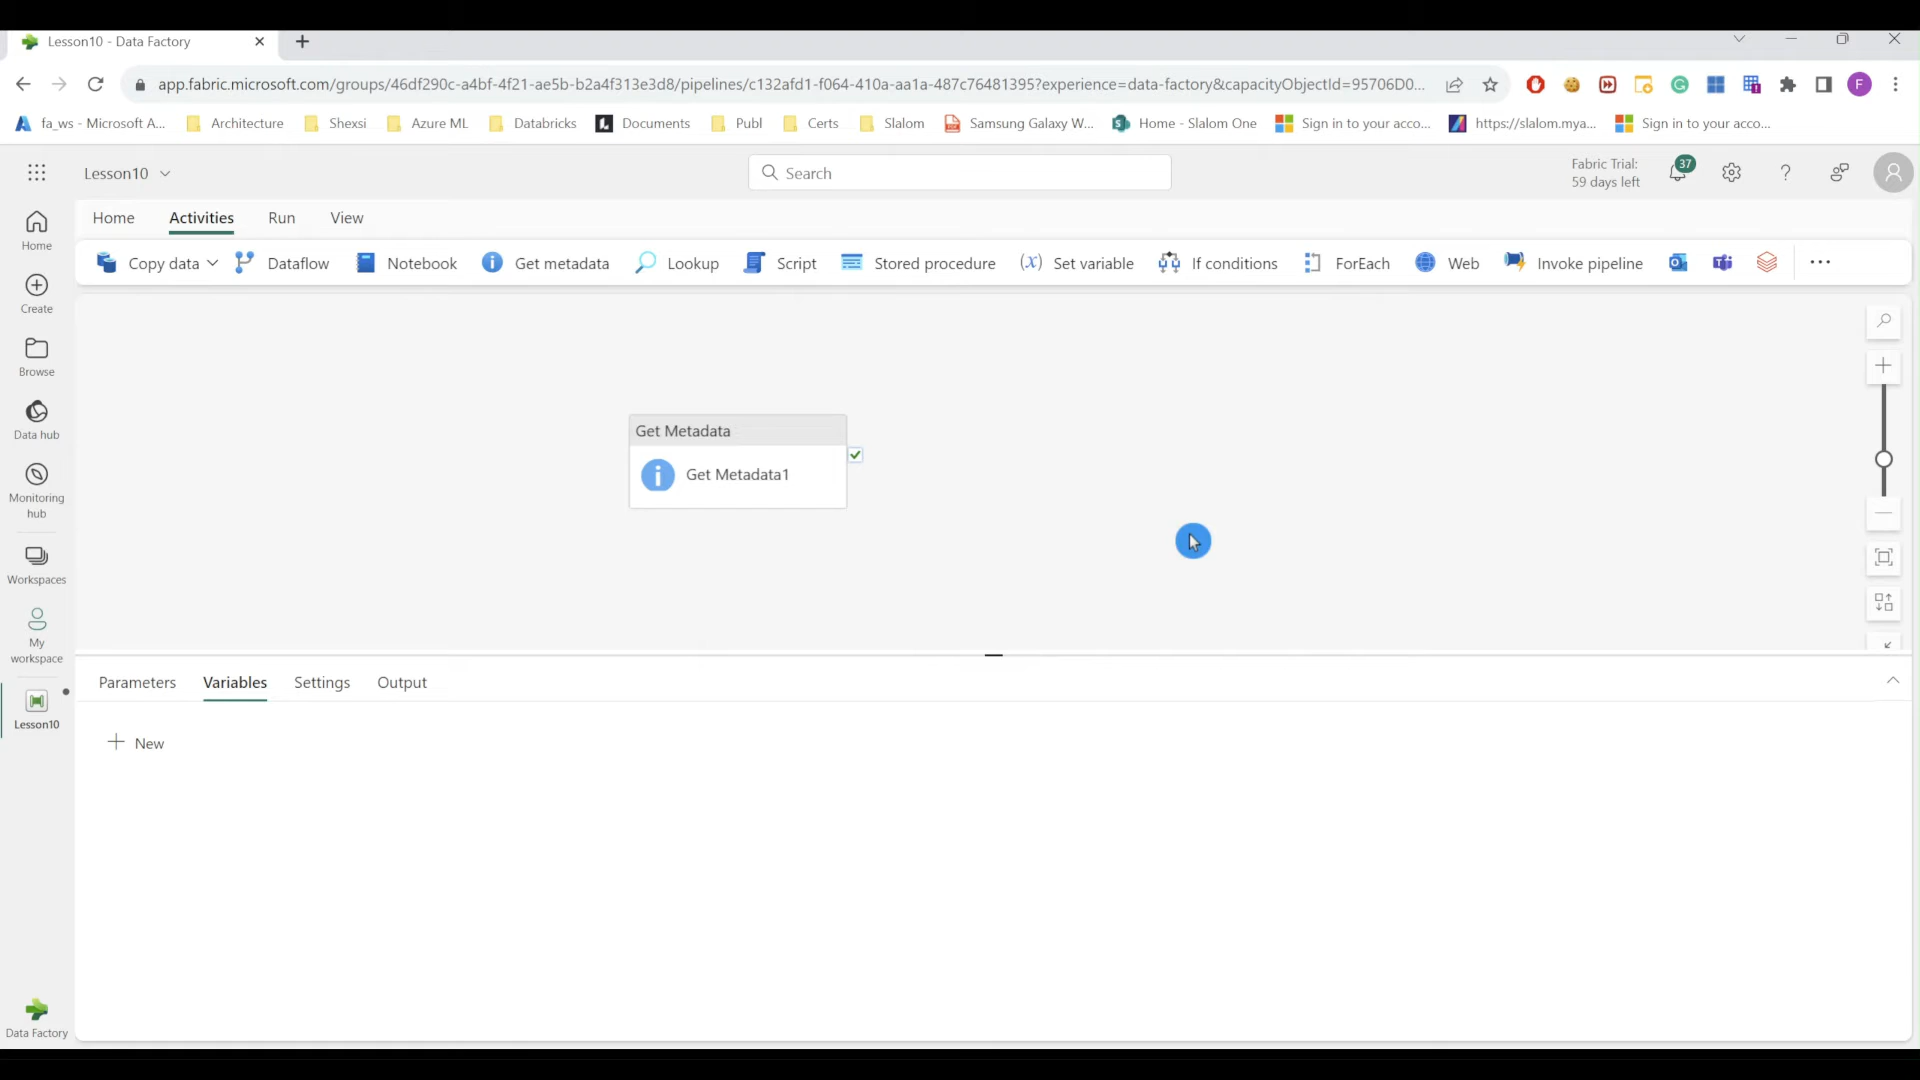 Lesson10 - Data Factory
app.fabric.microsoft.com/groups/46df290c-a4bf-4f21-ae5b-b2a4f313e3d8/pipelines/c132afd1-f064-410a-aa1a-487c76481395?experience=data-factory&capacityObjectId=95706D0...
F
fa_ws - Microsoft A... Architecture Shexsi Azure ML Databricks Documents Publ Certs Slalom Samsung Galaxy W... Home - Slalom One Sign in to your acco... https://slalom.mya... Sign in to your acco...
Lesson10
Search
Fabric Trial:
59 days left
37
Home Activities Run View
Copy data Dataflow Notebook Get metadata Lookup Script Stored procedure (x) Set variable If conditions ForEach Web Invoke pipeline
Home
Create
Browse
Data hub
Monitoring
hub
Workspaces
My
workspace
Lesson10
Data Factory
Get Metadata
Get Metadata1
Parameters Variables Settings Output
New